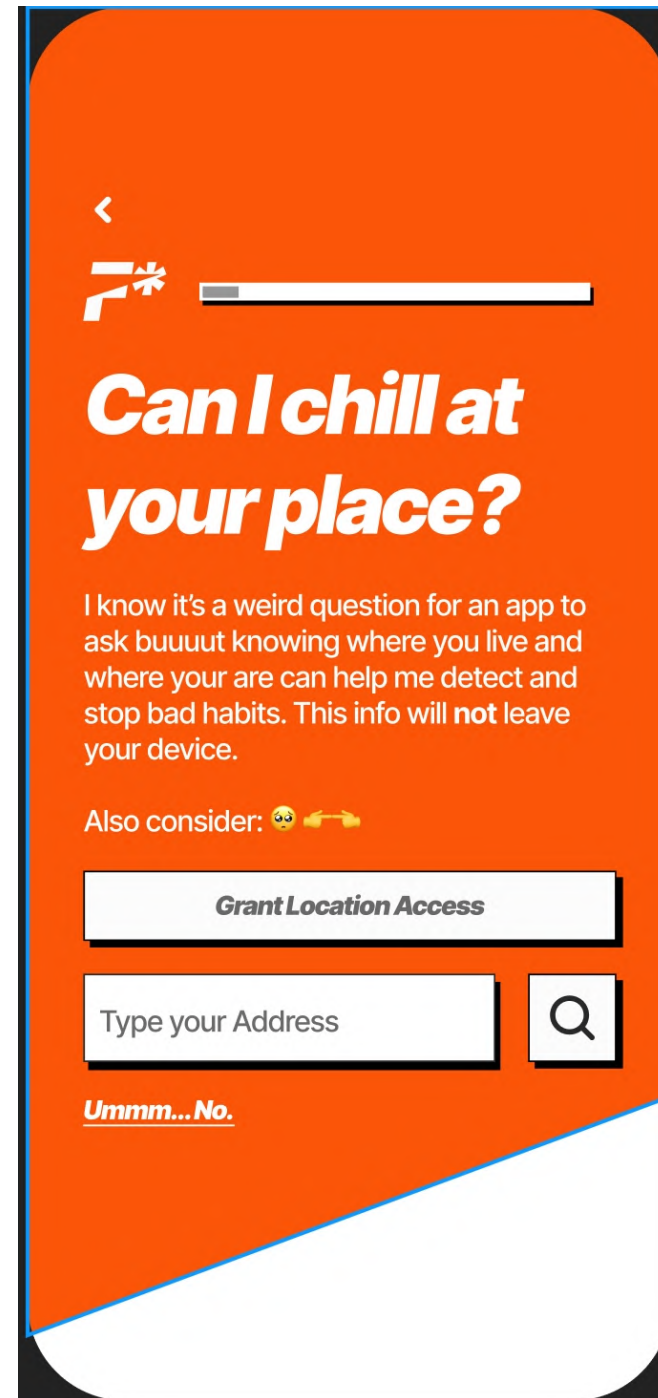 F*
Can I chill at
your place?
I know it's a weird question for an app to
ask buuuut knowing where you live and
where your are can help me detect and
stop bad habits. This info will not leave
your device.
Also consider: 🥺 👉👈
Grant Location Access
Type your Address
Ummm... No.